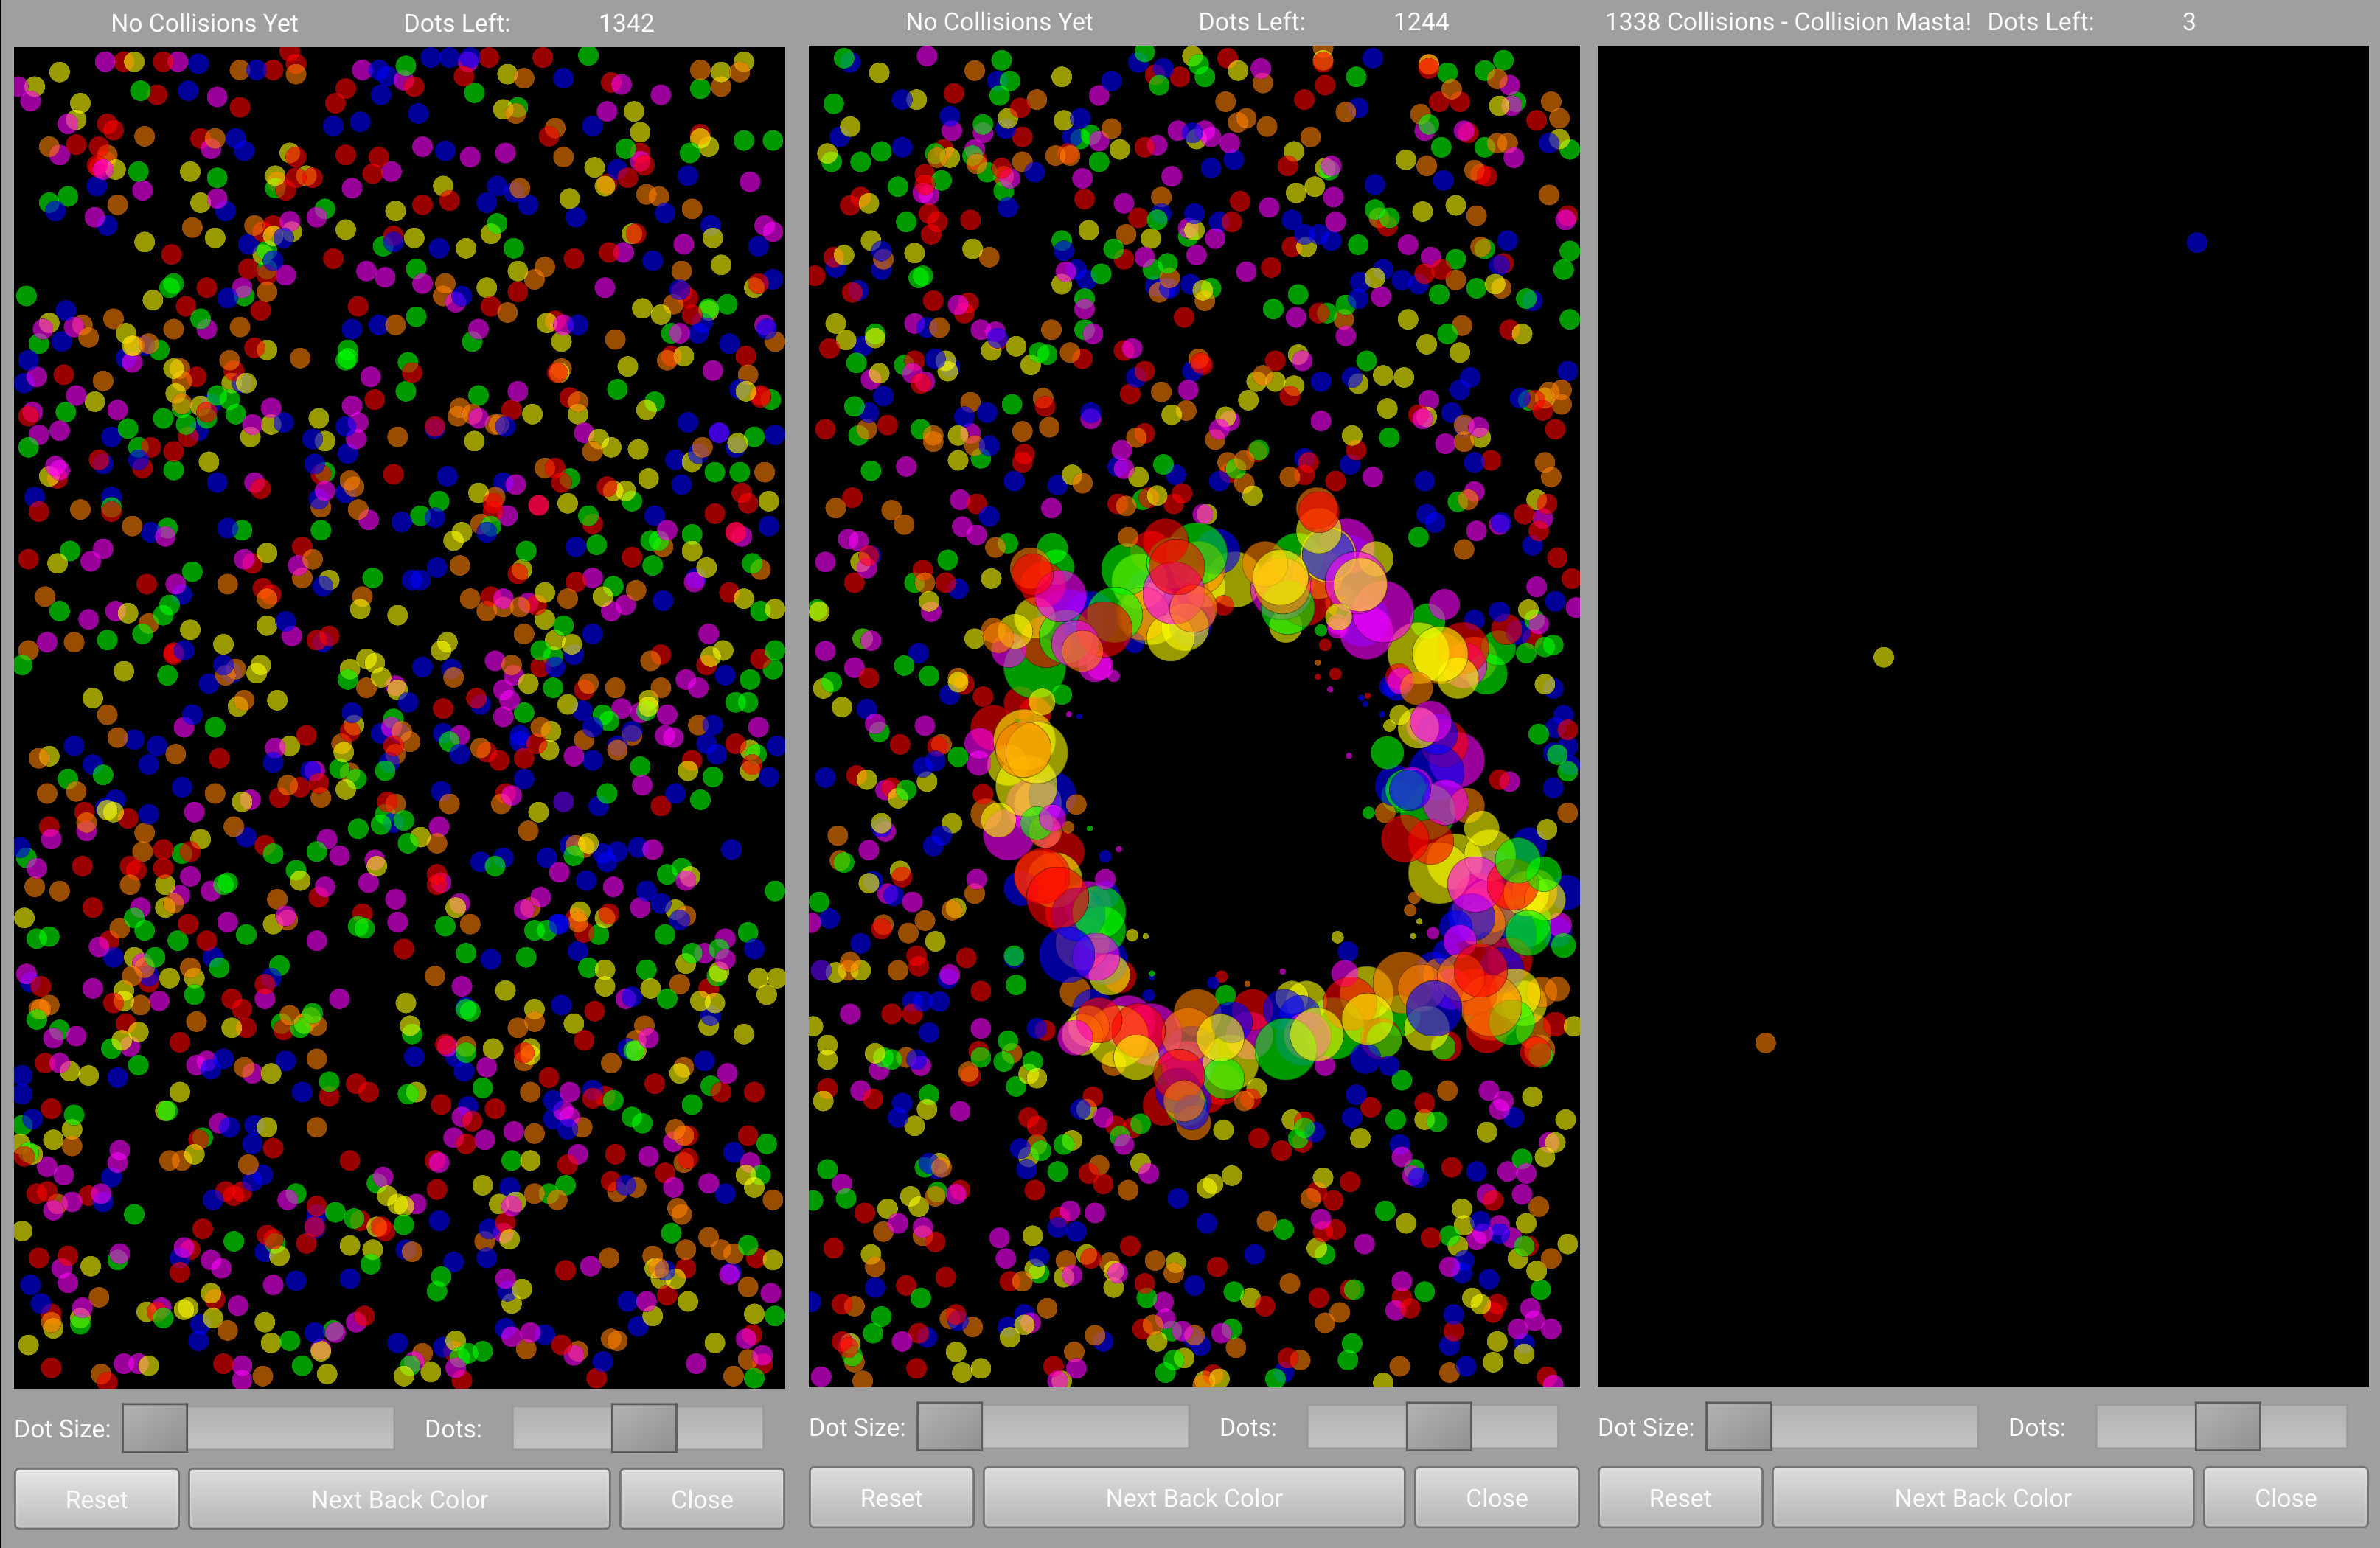 No Collisions Yet Dots Left: 1342
Dot Size: Dots:
Reset Next Back Color Close
No Collisions Yet Dots Left: 1244
Dot Size: Dots:
Reset Next Back Color Close
1338 Collisions - Collision Masta! Dots Left: 3
Dot Size: Dots:
Reset Next Back Color Close